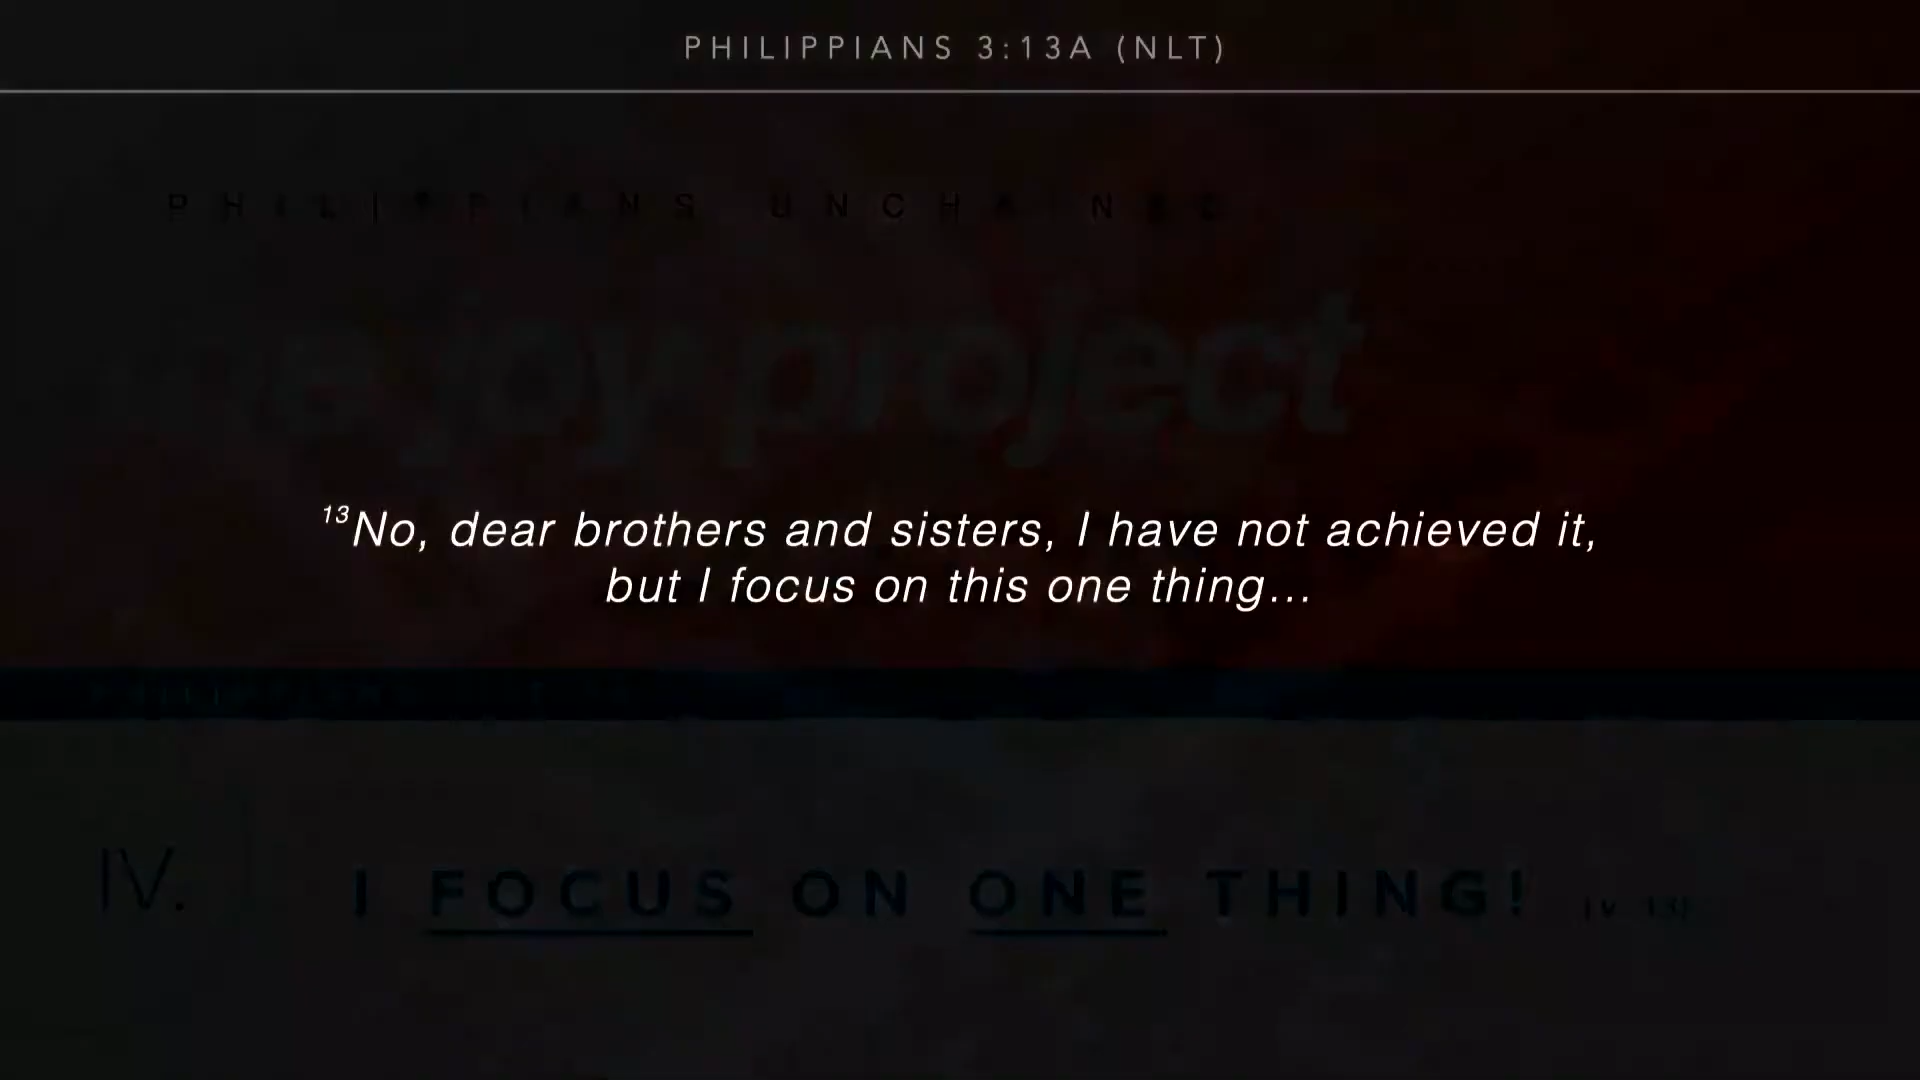 PHILIPPIANS 3:13A (NLT)
PHILIPPIANS UNCHAINED
the joy project
¹³No, dear brothers and sisters, I have not achieved it,
but I focus on this one thing...
IV. I FOCUS ON ONE THING! (v. 13)